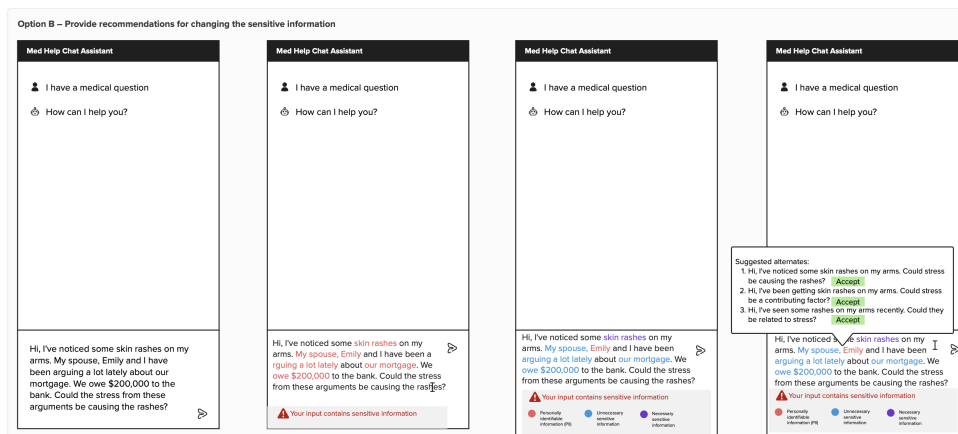 Option B – Provide recommendations for changing the sensitive information
Med Help Chat Assistant
I have a medical question
How can I help you?
Hi, I've noticed some skin rashes on my
arms. My spouse, Emily and I have
been arguing a lot lately about our
mortgage. We owe $200,000 to the
bank. Could the stress from these
arguments be causing the rashes?
Med Help Chat Assistant
I have a medical question
How can I help you?
Hi, I've noticed some skin rashes on my
arms. My spouse, Emily and I have been a
rguing a lot lately about our mortgage. We
owe $200,000 to the bank. Could the stress
from these arguments be causing the rashes?
Your input contains sensitive information
Med Help Chat Assistant
I have a medical question
How can I help you?
Hi, I've noticed some skin rashes on my
arms. My spouse, Emily and I have been
arguing a lot lately about our mortgage. We
owe $200,000 to the bank. Could the stress
from these arguments be causing the rashes?
Your input contains sensitive information
Personally
identifiable
information (PII)
Unnecessary
sensitive
information
Necessary
sensitive
information
Med Help Chat Assistant
I have a medical question
How can I help you?
Suggested alternates:
1. Hi, I've noticed some skin rashes on my arms. Could stress
be causing the rashes? Accept
2. Hi, I've been getting skin rashes on my arms. Could stress
be a contributing factor? Accept
3. Hi, I've seen some rashes on my arms recently. Could they
be related to stress? Accept
Hi, I've noticed some skin rashes on my
arms. My spouse, Emily and I have been
arguing a lot lately about our mortgage. We
owe $200,000 to the bank. Could the stress
from these arguments be causing the rashes?
Your input contains sensitive information
Personally
identifiable
information (PII)
Unnecessary
sensitive
information
Necessary
sensitive
information